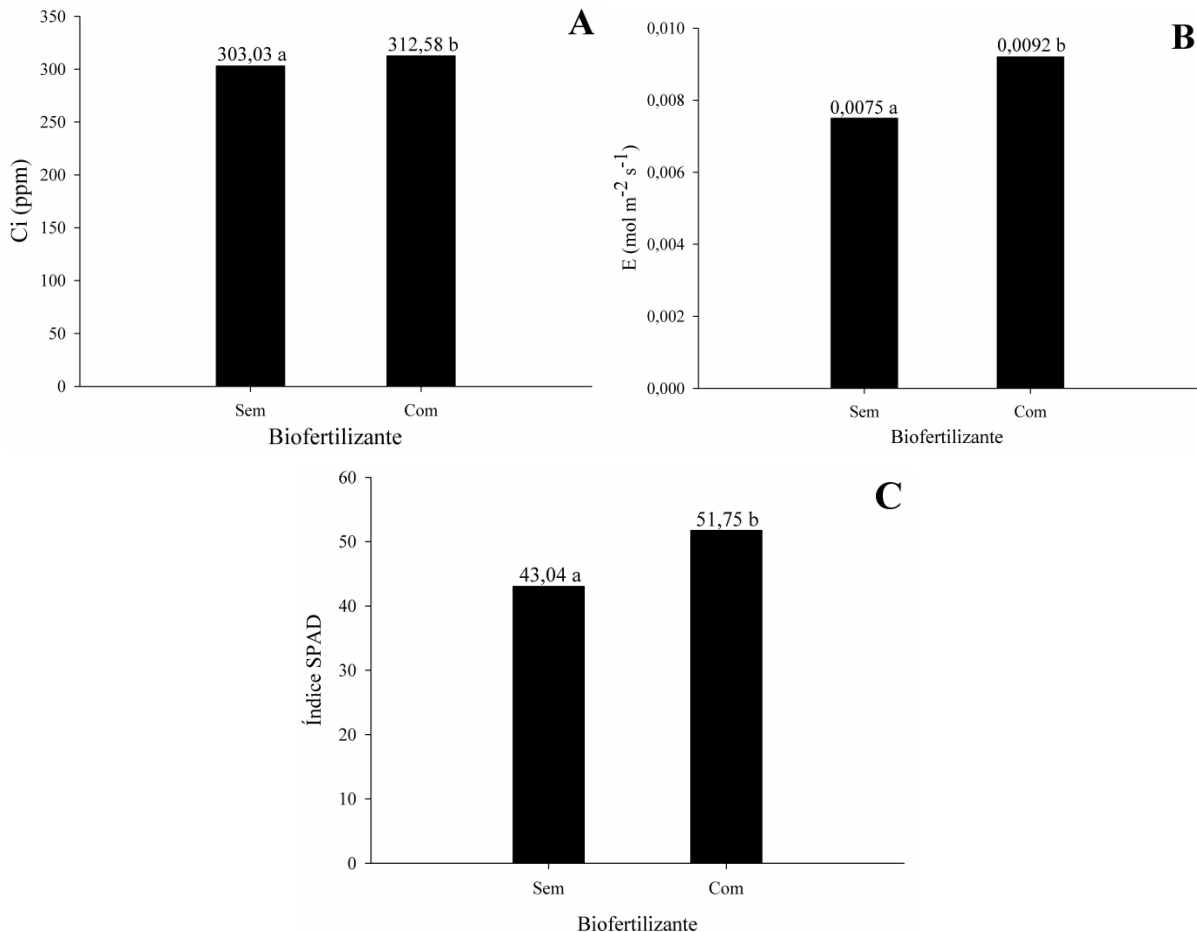 A
303,03 a
312,58 b
350
300
250
200
150
100
50
0
Ci (ppm)
Sem
Com
Biofertilizante
B
0,0075 a
0,0092 b
0,010
0,008
0,006
0,004
0,002
0,000
E (mol m⁻² s⁻¹)
Sem
Com
Biofertilizante
C
43,04 a
51,75 b
60
50
40
30
20
10
0
Índice SPAD
Sem
Com
Biofertilizante